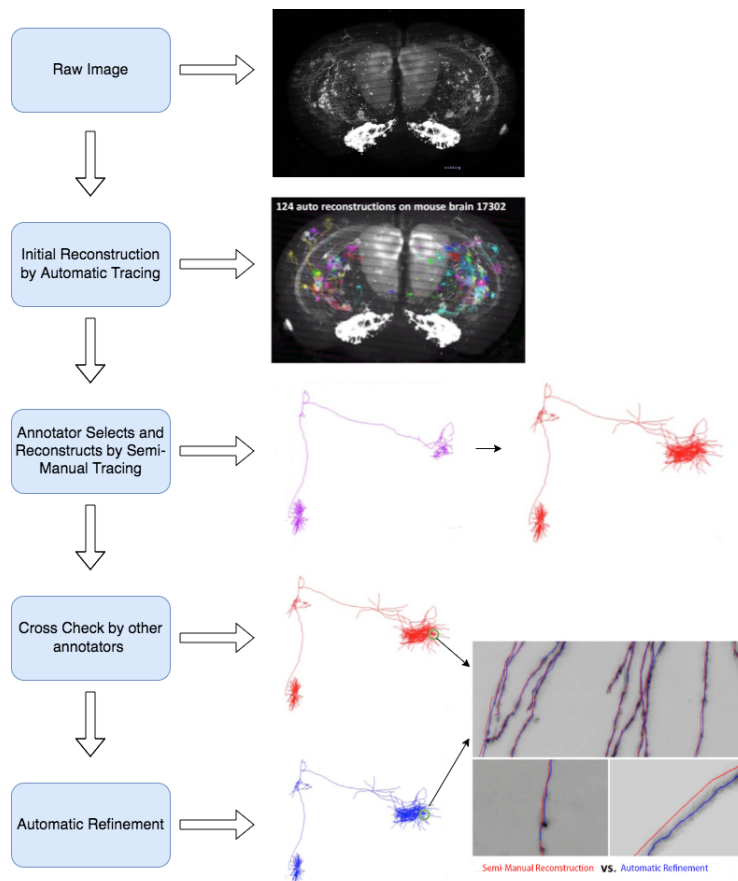 Raw Image
Initial Reconstruction
by Automatic Tracing
124 auto reconstructions on mouse brain 17302
Annotator Selects and
Reconstructs by Semi-
Manual Tracing
Cross Check by other
annotators
Automatic Refinement
Semi-Manual Reconstruction VS. Automatic Refinement